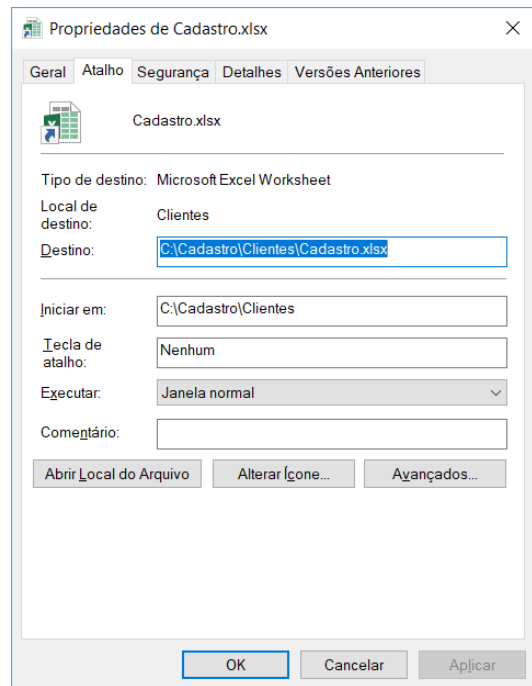 Propriedades de Cadastro.xlsx
Geral Atalho Segurança Detalhes Versões Anteriores
Cadastro.xlsx
Tipo de destino: Microsoft Excel Worksheet
Local de destino: Clientes
Destino: C:\Cadastro\Clientes\Cadastro.xlsx
Iniciar em: C:\Cadastro\Clientes
Tecla de atalho: Nenhum
Executar: Janela normal
Comentário:
Abrir Local do Arquivo Alterar Ícone... Avançados...
OK Cancelar Aplicar